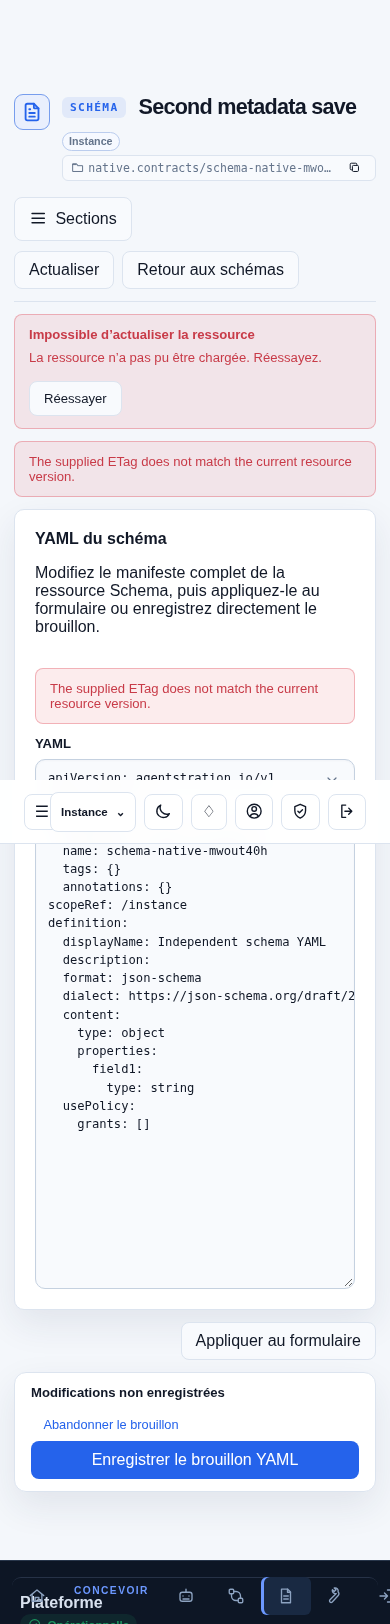 SCHÉMA Second metadata save
Instance
native.contracts/schema-native-mwo…
Sections
Actualiser Retour aux schémas
Impossible d’actualiser la ressource
La ressource n’a pas pu être chargée. Réessayez.
Réessayer
The supplied ETag does not match the current resource
version.
YAML du schéma
Modifiez le manifeste complet de la
ressource Schema, puis appliquez-le au
formulaire ou enregistrez directement le
brouillon.
The supplied ETag does not match the current
resource version.
YAML
apiVersion: agentstration.io/v1
Instance
name: schema-native-mwout40h
tags: {}
annotations: {}
scopeRef: /instance
definition:
displayName: Independent schema YAML
description:
format: json-schema
dialect: https://json-schema.org/draft/2
content:
type: object
properties:
field1:
type: string
usePolicy:
grants: []
Appliquer au formulaire
Modifications non enregistrées
Abandonner le brouillon
Enregistrer le brouillon YAML
CONCEVOIR
Plateforme
Opérationnelle